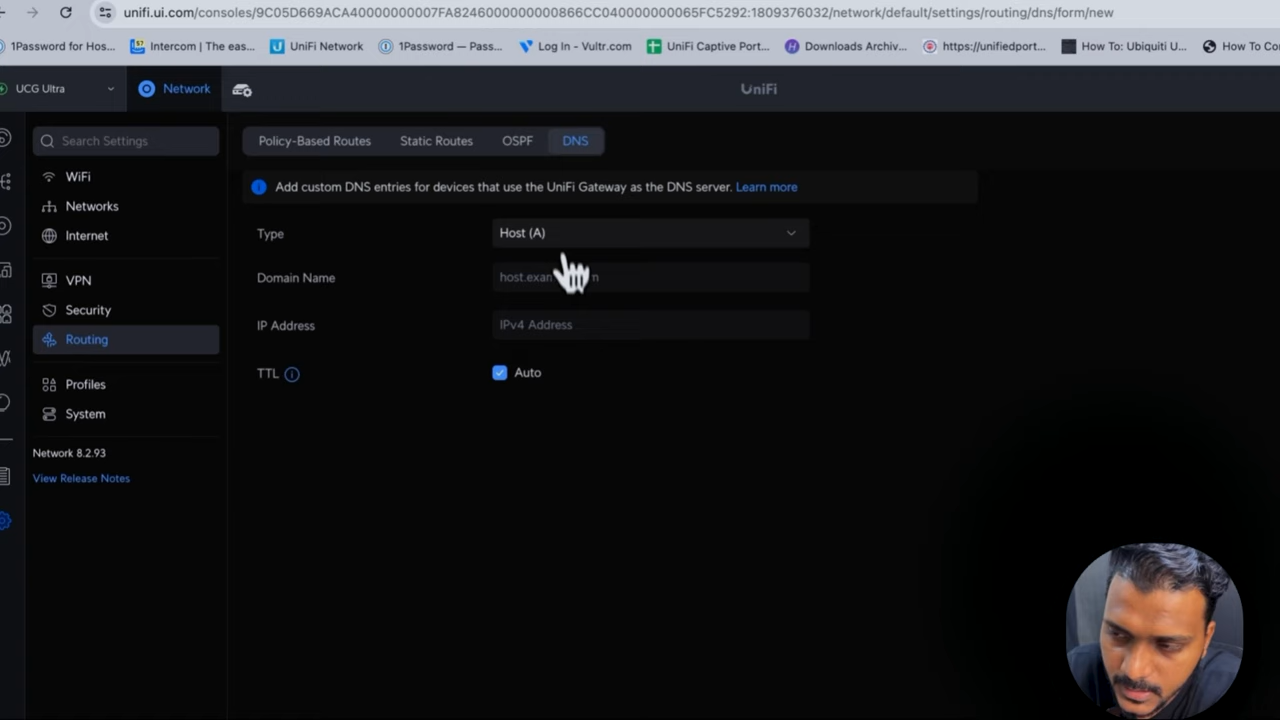 unifi.ui.com/consoles/9C05D669ACA40000000007FA8246000000000866CC040000000065FC5292:1809376032/network/default/settings/routing/dns/form/new
1Password for Hos... Intercom | The eas... UniFi Network 1Password — Pass... Log In - Vultr.com UniFi Captive Port... Downloads Archiv... https://unifiedport... How To: Ubiquiti U... How To Co
UCG Ultra Network UniFi
Search Settings Policy-Based Routes Static Routes OSPF DNS
WiFi
Add custom DNS entries for devices that use the UniFi Gateway as the DNS server. Learn more
Networks
Internet
Type Host (A)
VPN
Domain Name
Security
IP Address IPv4 Address
Routing
TTL Auto
Profiles
System
Network 8.2.93
View Release Notes